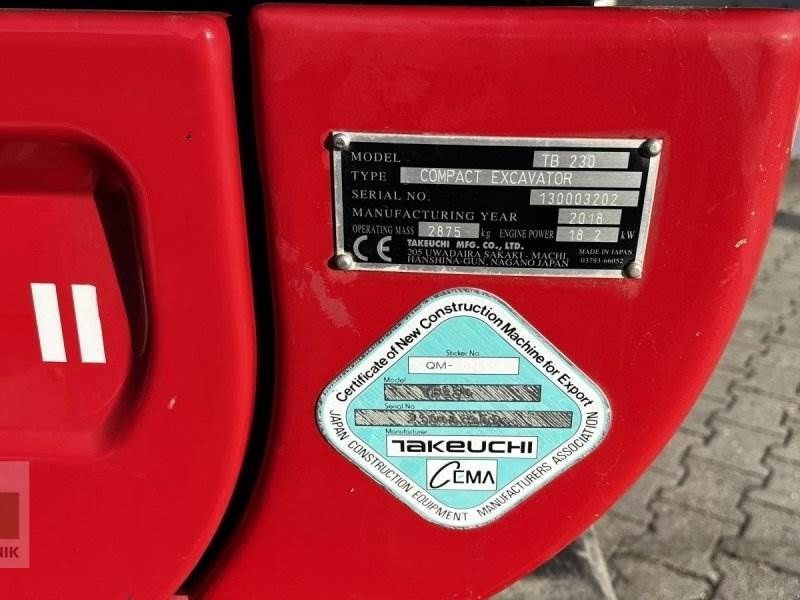 MODEL TB 230
TYPE COMPACT EXCAVATOR
SERIAL NO. 130003202
MANUFACTURING YEAR 2018
OPERATING MASS 2875 kg ENGINE POWER 18.2 kW
CE TAKEUCHI MFG. CO., LTD.
205 UWADAIRA SAKAKI - MACHI,
HANSHINA-GUN, NAGANO JAPAN
MADE IN JAPAN
03793-66052
Certificate of New Construction Machine for Export
Sticker No.
QM-
Model
Serial No
Manufacturer
TAKEUCHI
CEMA
JAPAN CONSTRUCTION EQUIPMENT MANUFACTURERS ASSOCIATION
NIK